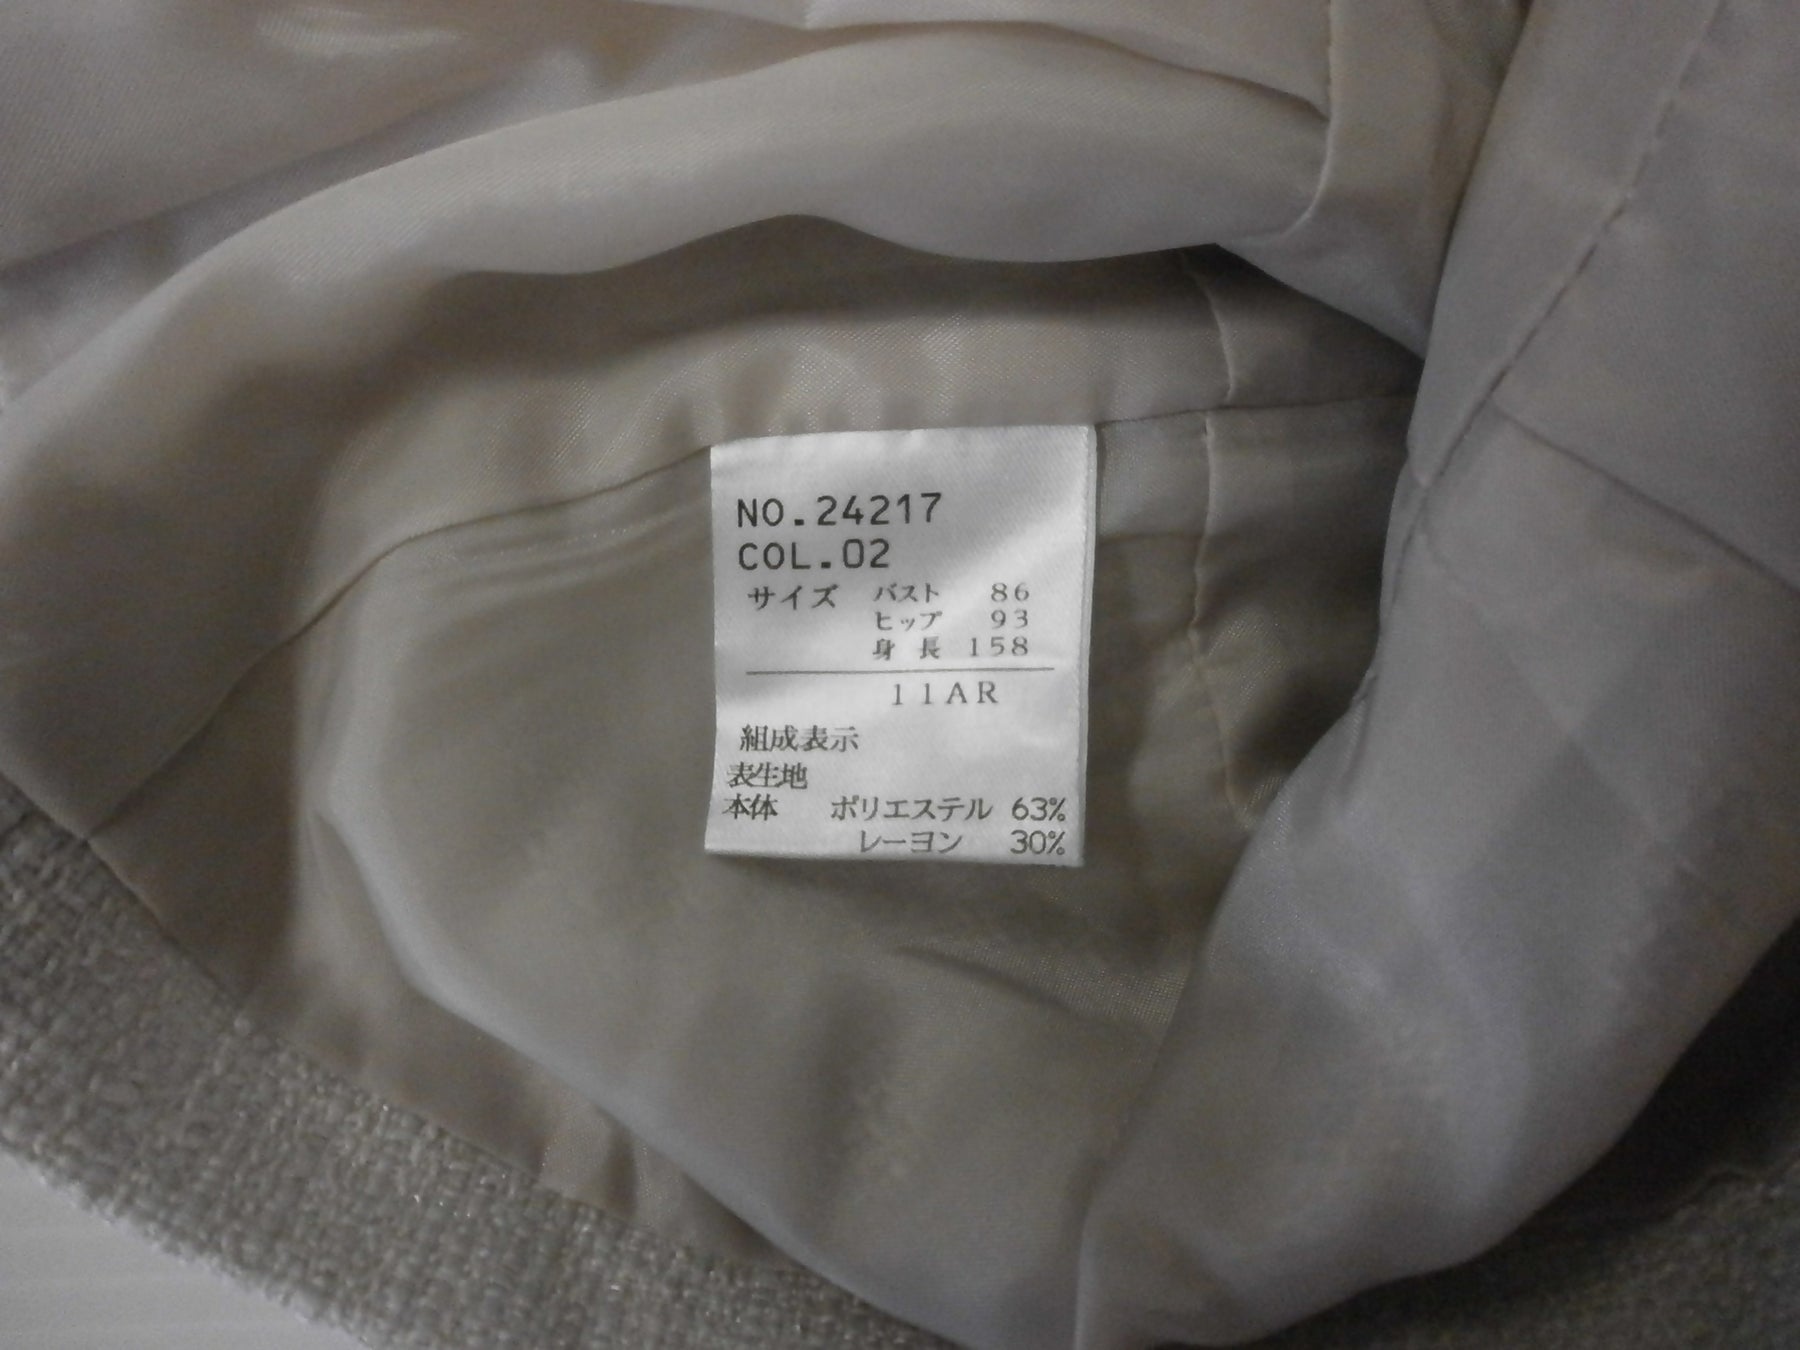 NO.24217
COL.02
サイズ バスト 86
ヒップ 93
身長 158
11AR
組成表示
表生地
本体 ポリエステル 63%
レーヨン 30%